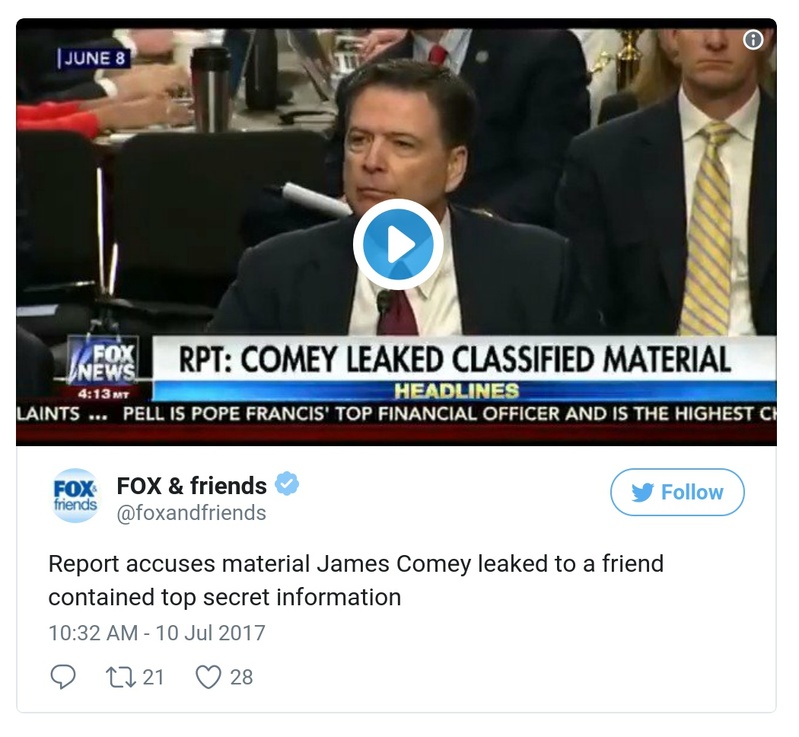 JUNE 8
FOX
NEWS
4:13 MT
RPT: COMEY LEAKED CLASSIFIED MATERIAL
HEADLINES
LAINTS ... PELL IS POPE FRANCIS' TOP FINANCIAL OFFICER AND IS THE HIGHEST CH
FOX&
friends
FOX & friends
@foxandfriends
Follow
Report accuses material James Comey leaked to a friend
contained top secret information
10:32 AM - 10 Jul 2017
21
28